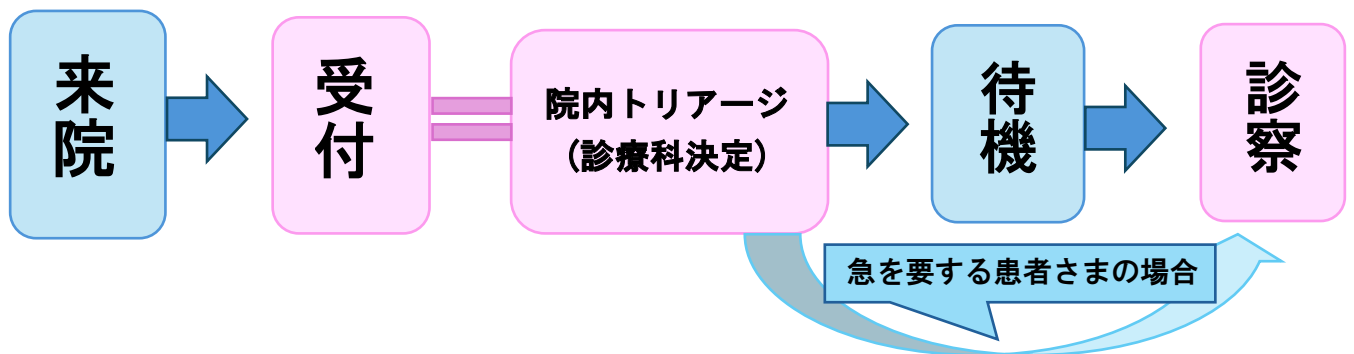 来院
受付
院内トリアージ
（診療科決定）
待機
診察
急を要する患者さまの場合